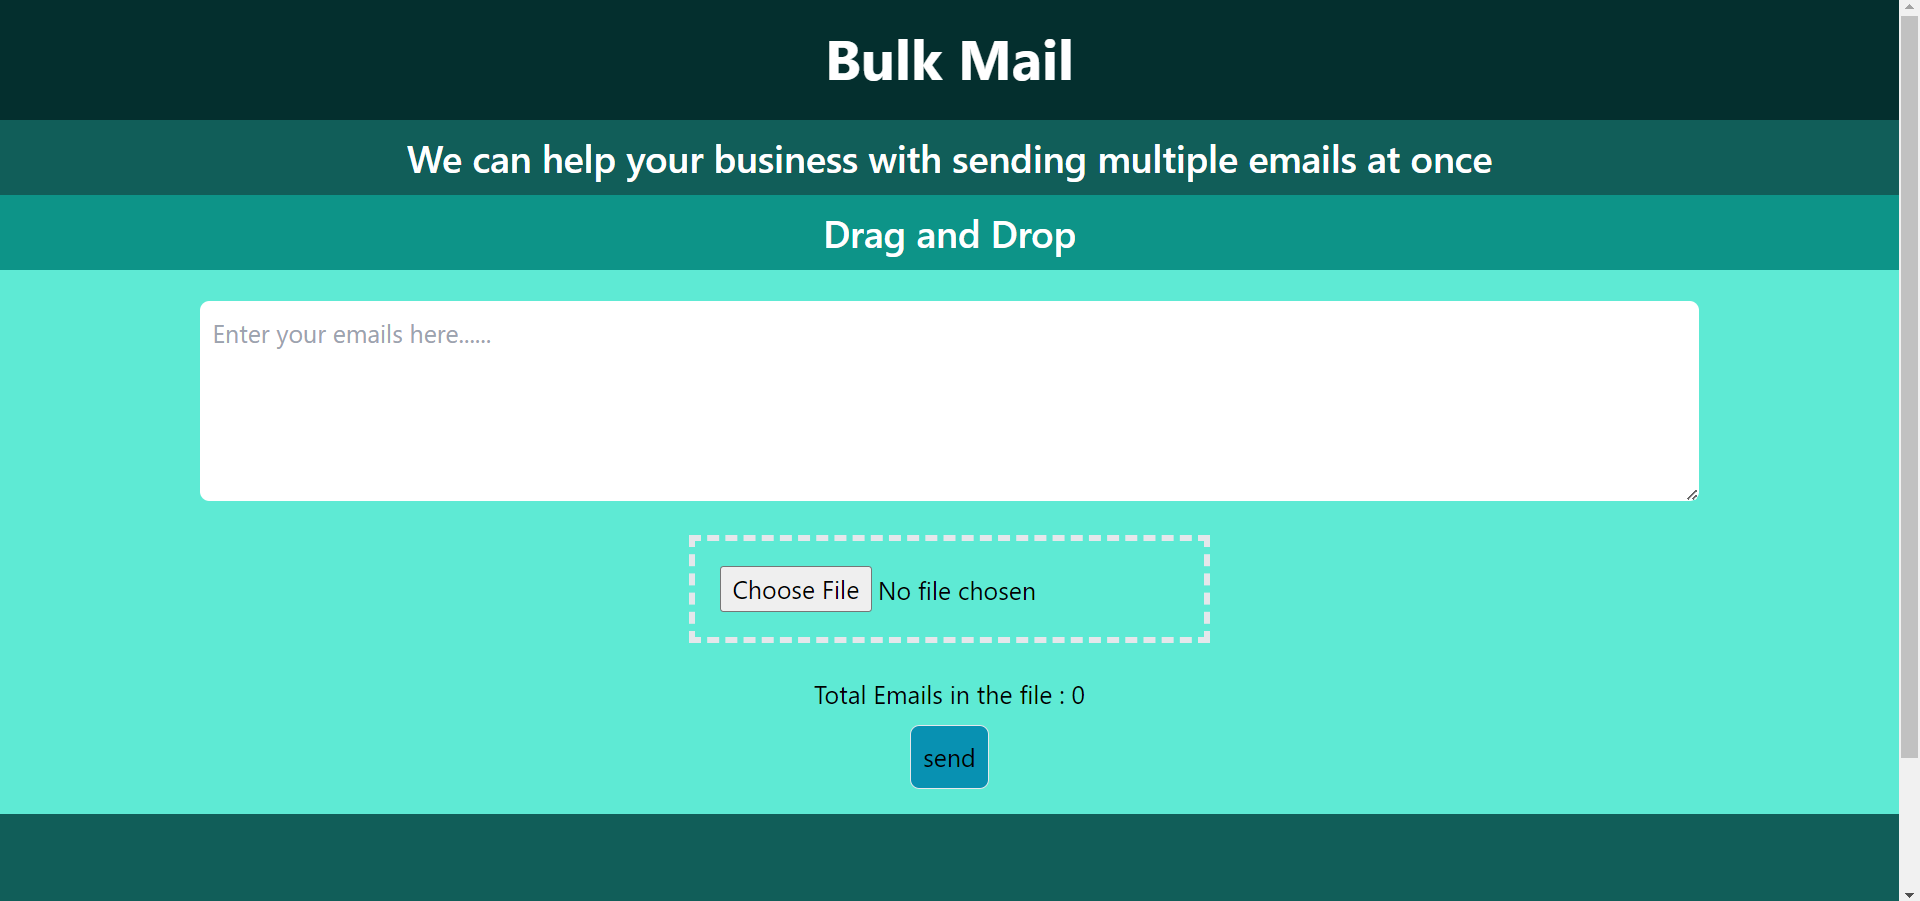 Bulk Mail
We can help your business with sending multiple emails at once
Drag and Drop
Enter your emails here......
Choose File No file chosen
Total Emails in the file : 0
send